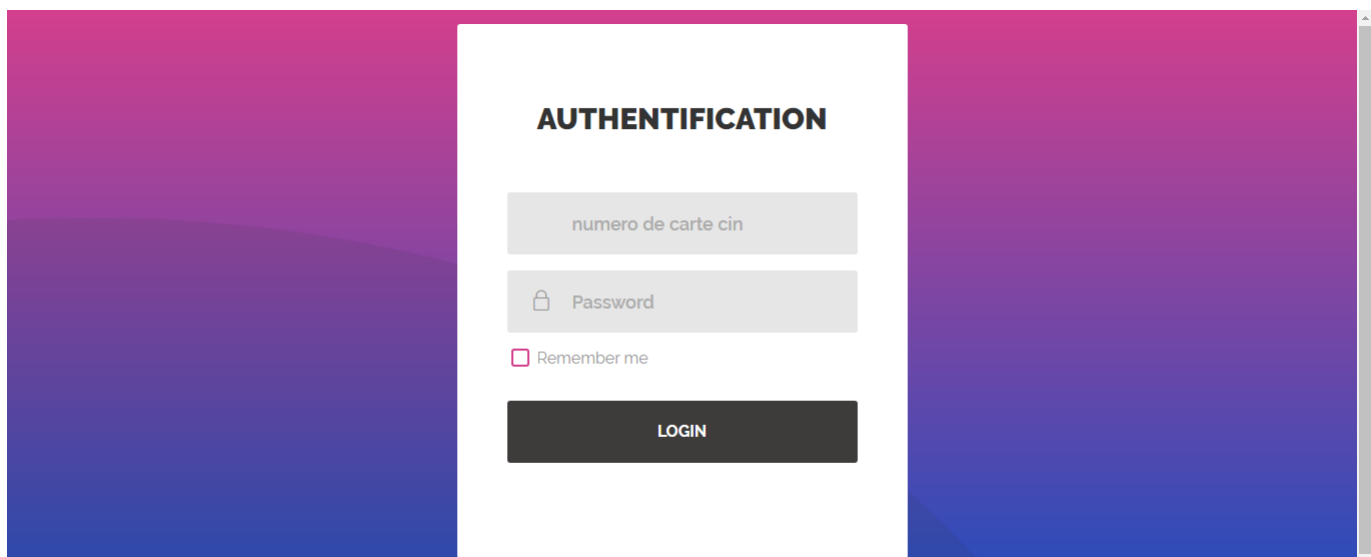 AUTHENTIFICATION
numero de carte cin
Password
Remember me
LOGIN